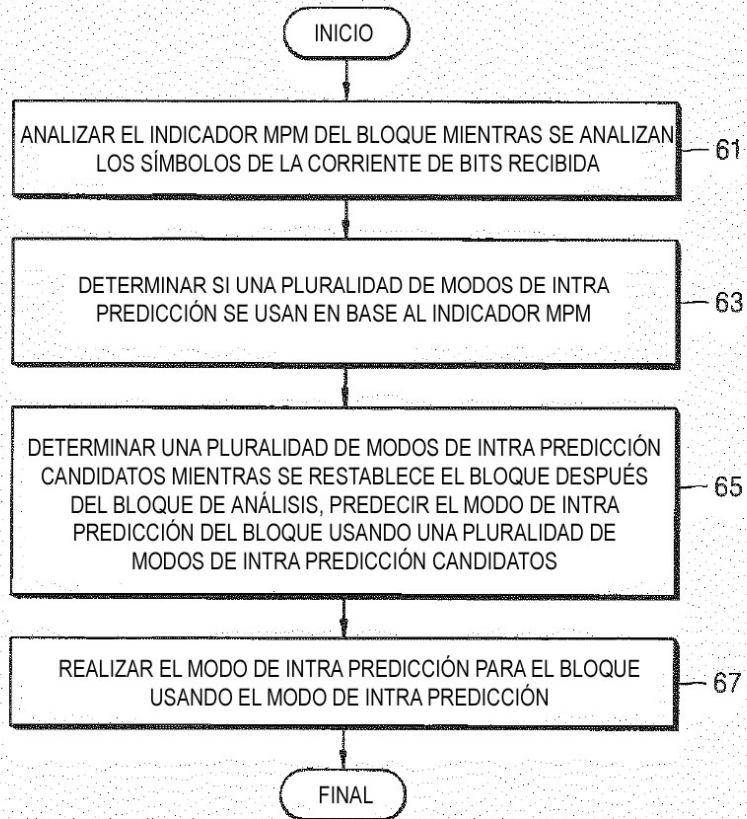 INICIO
ANALIZAR EL INDICADOR MPM DEL BLOQUE MIENTRAS SE ANALIZAN
LOS SÍMBOLOS DE LA CORRIENTE DE BITS RECIBIDA
61
DETERMINAR SI UNA PLURALIDAD DE MODOS DE INTRA
PREDICCIÓN SE USAN EN BASE AL INDICADOR MPM
63
DETERMINAR UNA PLURALIDAD DE MODOS DE INTRA PREDICCIÓN
CANDIDATOS MIENTRAS SE RESTABLECE EL BLOQUE DESPUÉS
DEL BLOQUE DE ANÁLISIS, PREDECIR EL MODO DE INTRA
PREDICCIÓN DEL BLOQUE USANDO UNA PLURALIDAD DE
MODOS DE INTRA PREDICCIÓN CANDIDATOS
65
REALIZAR EL MODO DE INTRA PREDICCIÓN PARA EL BLOQUE
USANDO EL MODO DE INTRA PREDICCIÓN
67
FINAL